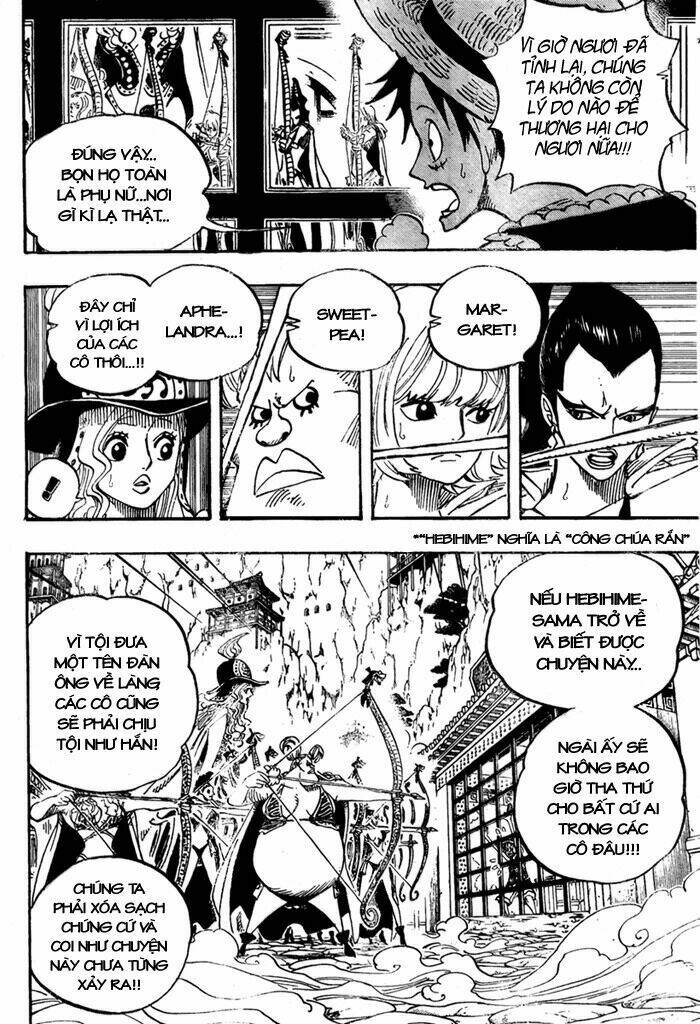 VÌ GIỜ NGƯƠI ĐÃ
TỈNH LẠI, CHÚNG
TA KHÔNG CÒN
LÝ DO NÀO ĐỂ
THƯƠNG HẠI CHO
NGƯƠI NỮA!!!
ĐÚNG VẬY..
BỌN HỌ TOÀN
LÀ PHỤ NỮ...NƠI
GÌ KÌ LẠ THẬT...
MAR-
GARET!
SWEET-
PEA!
APHE-
LANDRA...!
ĐÂY CHỈ
VÌ LỢI ÍCH
CỦA CÁC
CÔ THÔI...!!
!
*"HEBIHIME" NGHĨA LÀ "CÔNG CHÚA RẮN"
NẾU HEBIHIME-
SAMA TRỞ VỀ
VÀ BIẾT ĐƯỢC
CHUYỆN NÀY..
NGÀI ẤY SẼ
KHÔNG BAO
GIỜ THA THỨ
CHO BẤT CỨ AI
TRONG CÁC
CÔ ĐÂU!!!
VÌ TỘI ĐƯA
MỘT TÊN ĐÀN
ÔNG VỀ LÀNG,
CÁC CÔ CŨNG
SẼ PHẢI CHỊU
TỘI NHƯ HẮN!
CHÚNG TA
PHẢI XÓA SẠCH
CHỨNG CỨ VÀ
COI NHƯ CHUYỆN
NÀY CHƯA TỪNG
XẢY RA!!